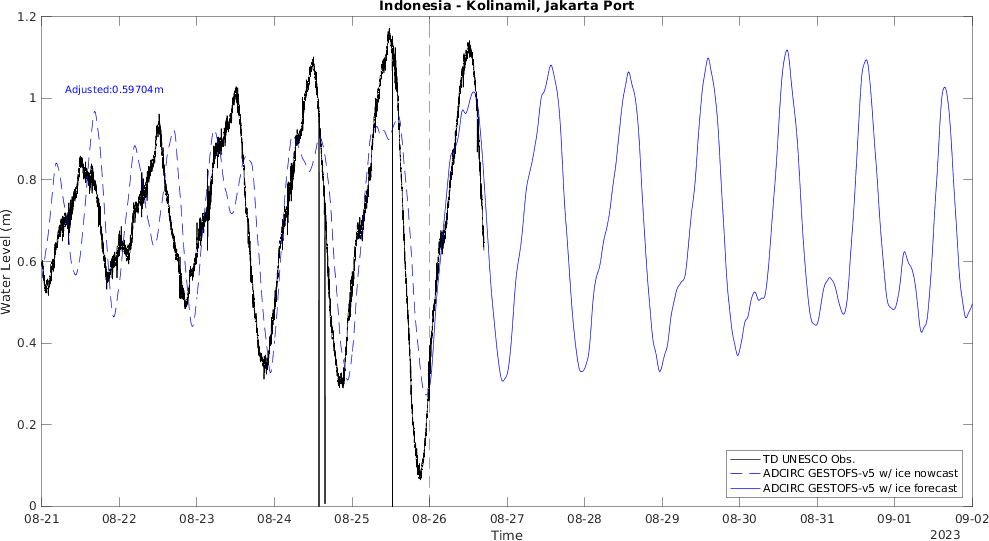 Indonesia - Kolinamil, Jakarta Port
1.2
1
0.8
0.6
0.4
0.2
0
Water Level (m)
Adjusted:0.59704m
TD UNESCO Obs.
ADCIRC GESTOFS-v5 w/ ice nowcast
ADCIRC GESTOFS-v5 w/ ice forecast
08-21 08-22 08-23 08-24 08-25 08-26 08-27 08-28 08-29 08-30 08-31 09-01 09-02
Time
2023